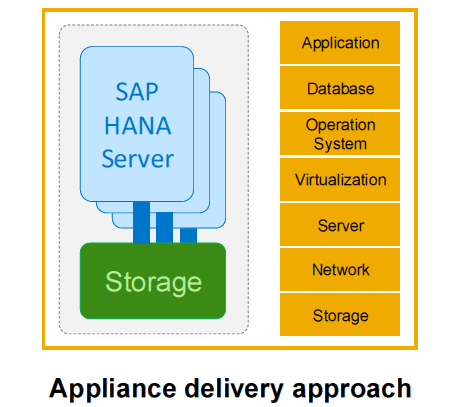 SAP
HANA
Server
Storage
Application
Database
Operation
System
Virtualization
Server
Network
Storage
Appliance delivery approach